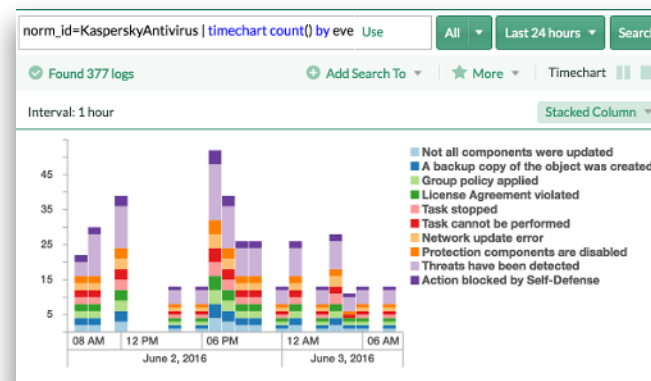 norm_id=KasperskyAntivirus | timechart count() by eve Use All Last 24 hours Search
Found 377 logs Add Search To More Timechart
Interval: 1 hour Stacked Column
Not all components were updated
A backup copy of the object was created
Group policy applied
License Agreement violated
Task stopped
Task cannot be performed
Network update error
Protection components are disabled
Threats have been detected
Action blocked by Self-Defense
45
35
25
15
5
08 AM 12 PM 06 PM 12 AM 06 AM
June 2, 2016 June 3, 2016